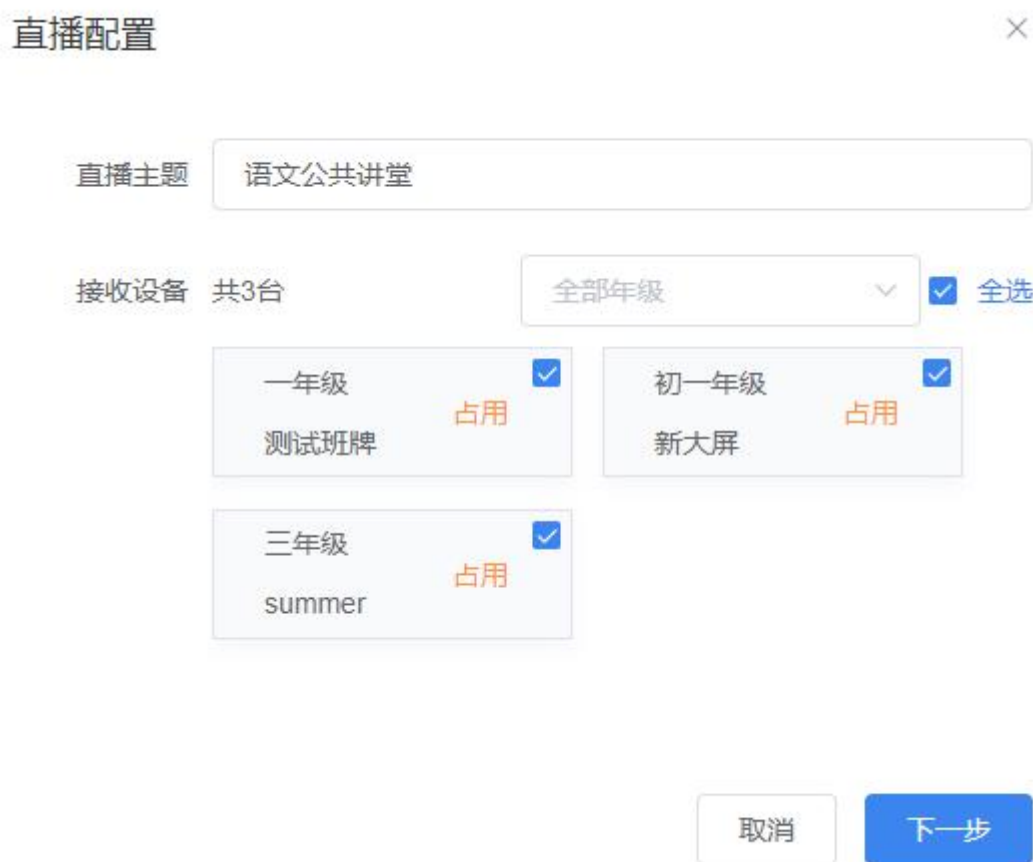 直播配置
直播主题 语文公共讲堂
接收设备 共3台 全部年级 全选
一年级 占用 初一年级 占用
测试班牌 新大屏
三年级 占用
summer
取消 下一步